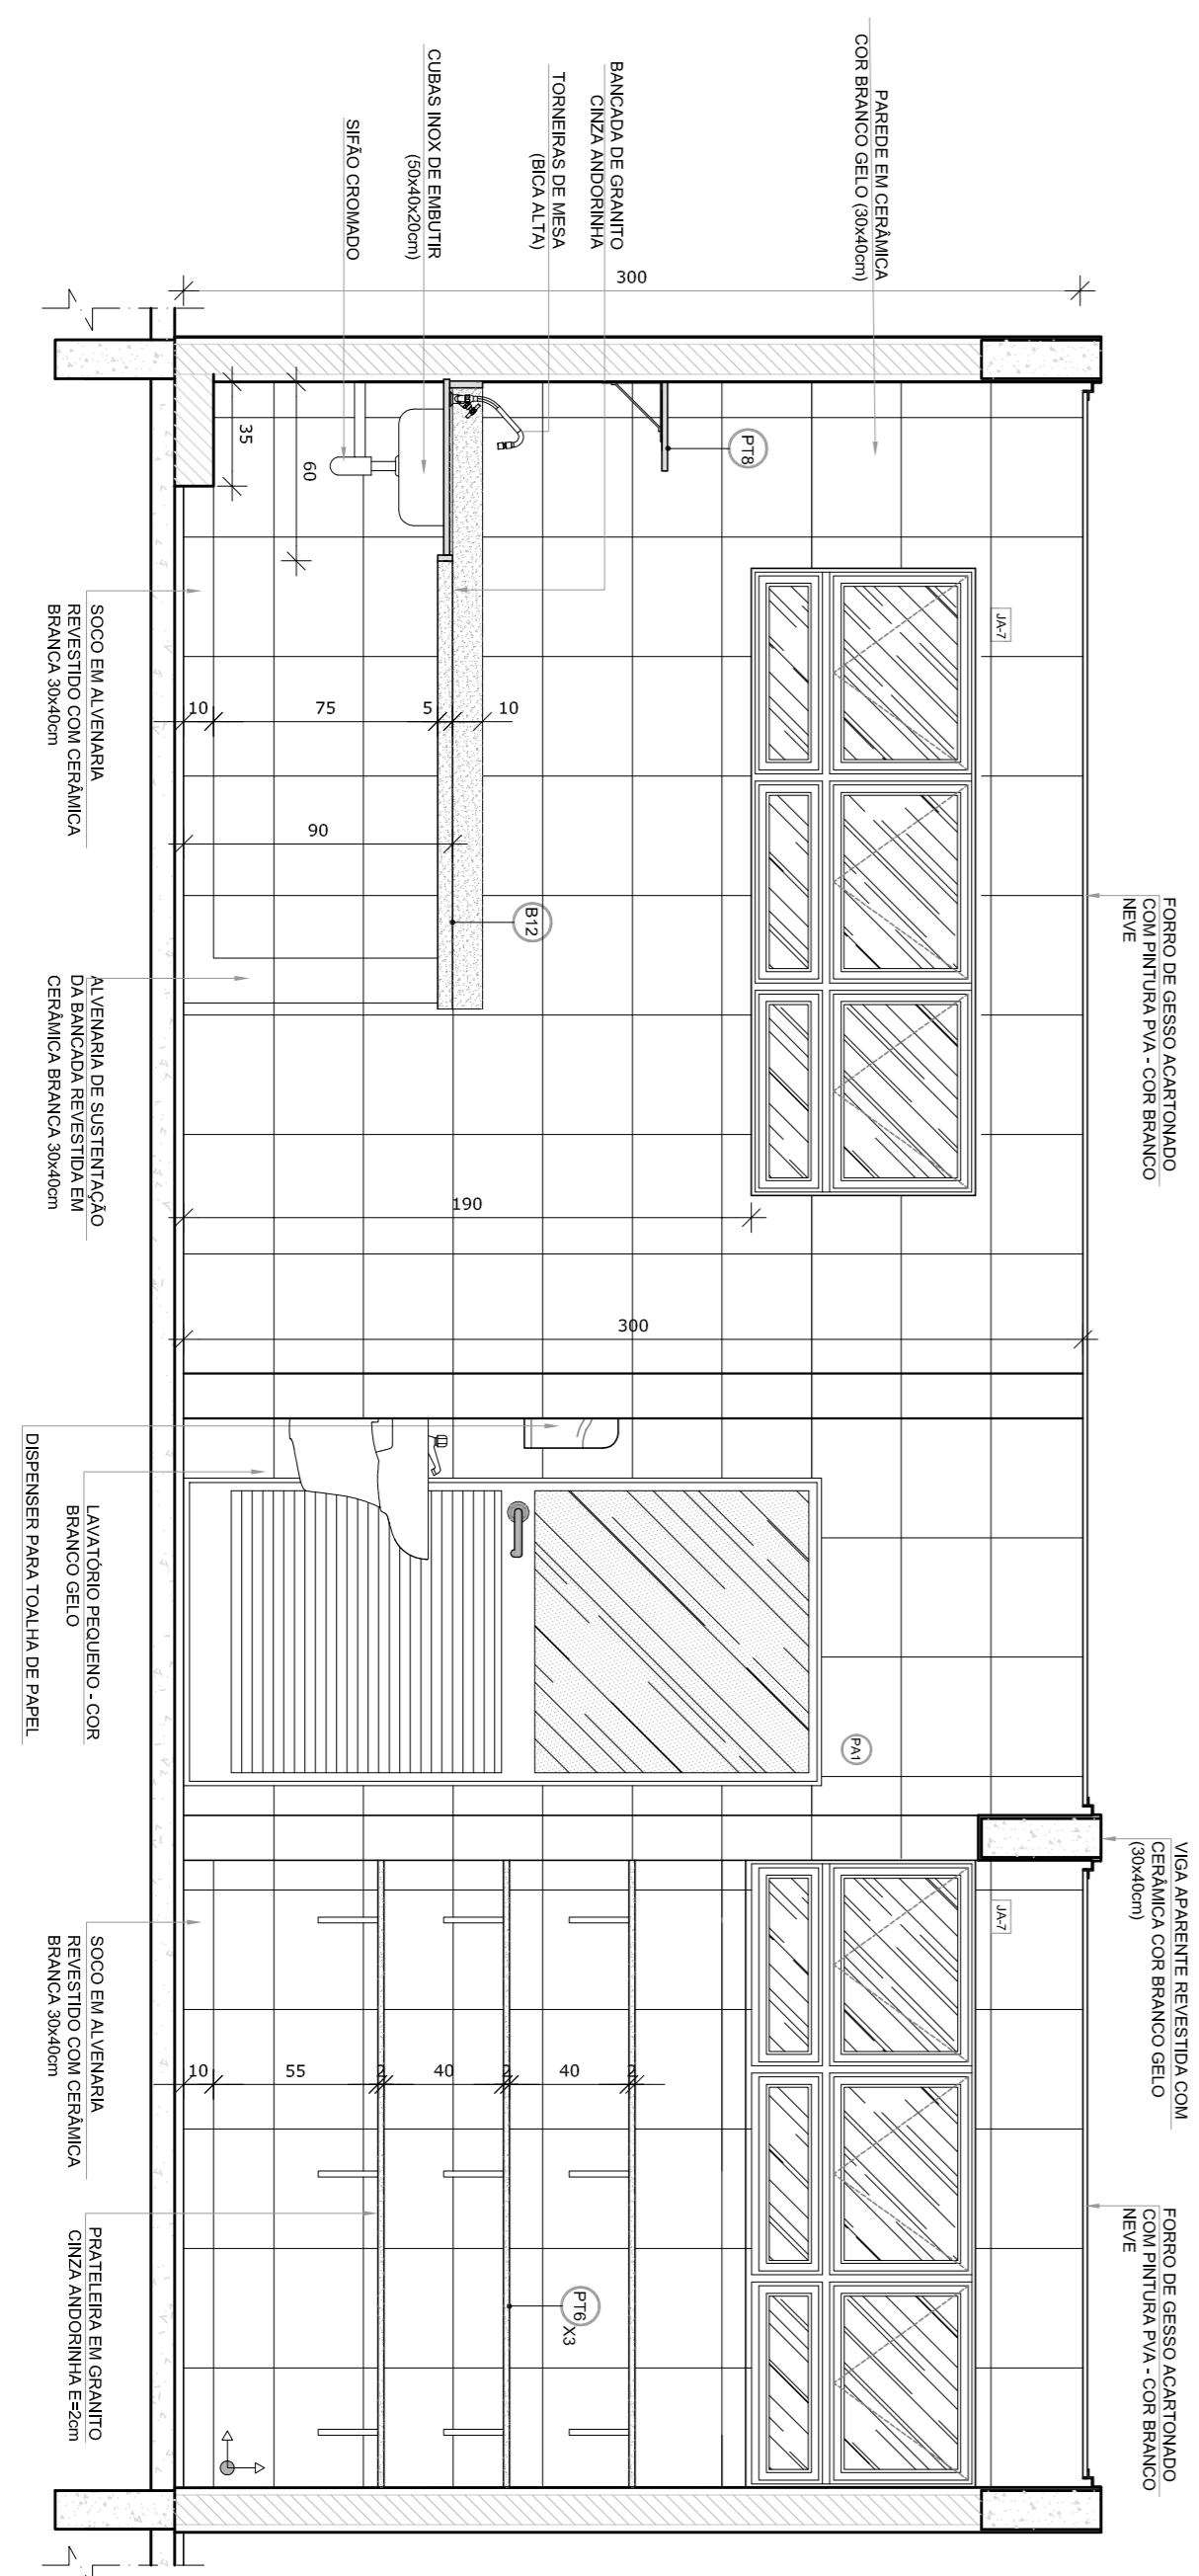 PAREDE EM CERÂMICA
COR BRANCO GELO (30x40cm)
BANCADA DE GRANITO
CINZA ANDORINHA
TORNEIRAS DE MESA
(BICA ALTA)
CUBAS INOX DE EMBUTIR
(50x40x20cm)
SIFÃO CROMADO
300
35
60
PT8
JA-7
10
75
5
10
90
B12
190
300
SOCO EM ALVENARIA
REVESTIDO COM CERÂMICA
BRANCA 30x40cm
ALVENARIA DE SUSTENTAÇÃO
DA BANCADA REVESTIDA EM
CERÂMICA BRANCA 30x40cm
FORRO DE GESSO ACARTONADO
COM PINTURA PVA - COR BRANCO
NEVE
LAVATÓRIO PEQUENO - COR
BRANCO GELO
DISPENSER PARA TOALHA DE PAPEL
PA1
VIGA APARENTE REVESTIDA COM
CERÂMICA COR BRANCO GELO
(30x40cm)
JA-7
10
55
2
40
2
40
2
PT6
X3
SOCO EM ALVENARIA
REVESTIDO COM CERÂMICA
BRANCA 30x40cm
PRATELEIRA EM GRANITO
CINZA ANDORINHA E=2cm
FORRO DE GESSO ACARTONADO
COM PINTURA PVA - COR BRANCO
NEVE